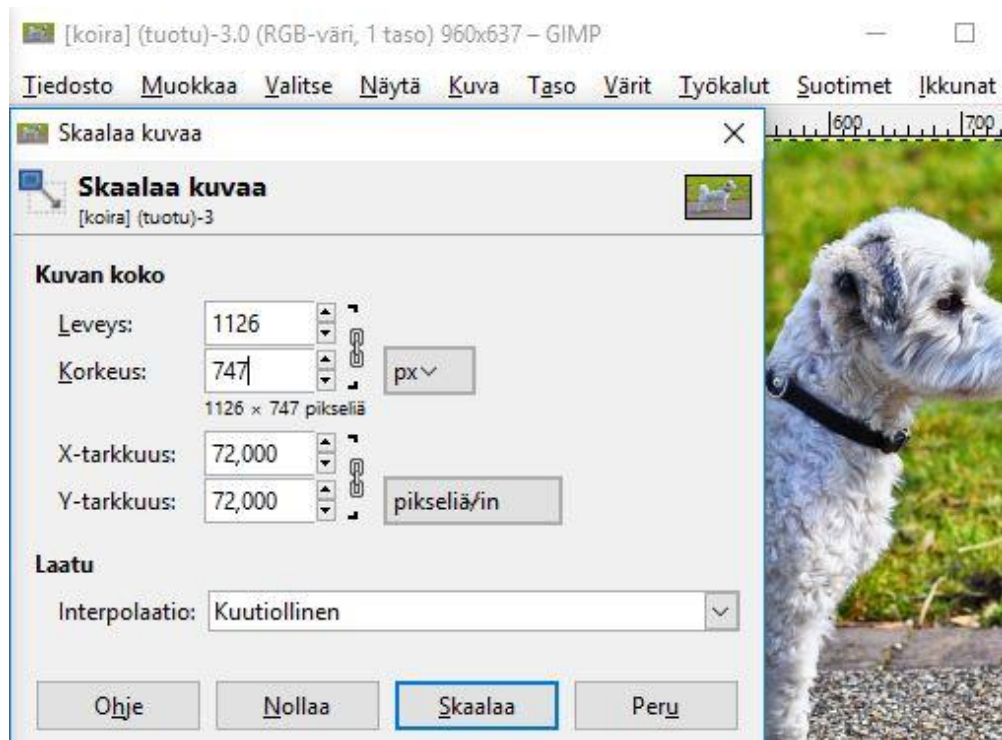 [koira] (tuotu)-3.0 (RGB-väri, 1 taso) 960x637 – GIMP
Tiedosto Muokkaa Valitse Näytä Kuva Taso Värit Työkalut Suotimet Ikkunat
Skaalaa kuvaa
600 700
Skaalaa kuvaa
[koira] (tuotu)-3
Kuvan koko
Leveys: 1126
Korkeus: 747 px
1126 × 747 pikseliä
X-tarkkuus: 72,000
Y-tarkkuus: 72,000 pikseliä/in
Laatu
Interpolaatio: Kuutiollinen
Ohje Nollaa Skaalaa Peru